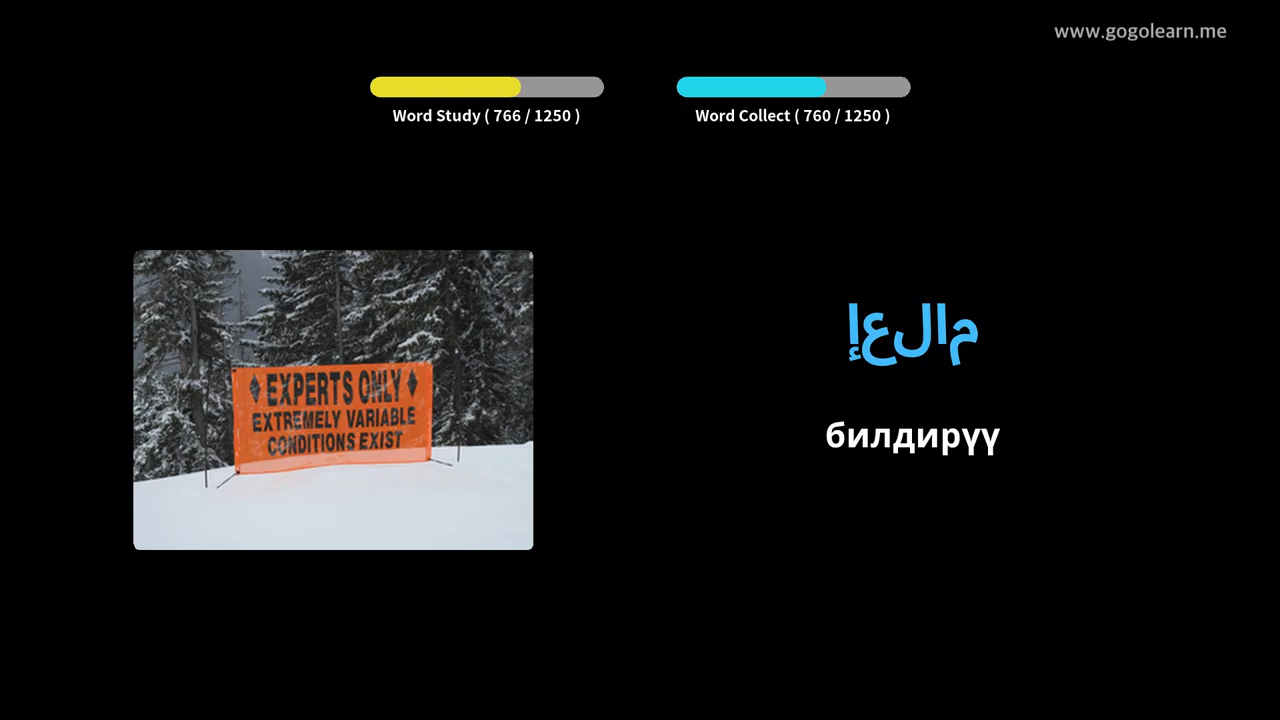 www.gogolearn.me
Word Study ( 766 / 1250 )
Word Collect ( 760 / 1250 )
EXPERTS ONLY
EXTREMELY VARIABLE
CONDITIONS EXIST
إعلام
билдирүү